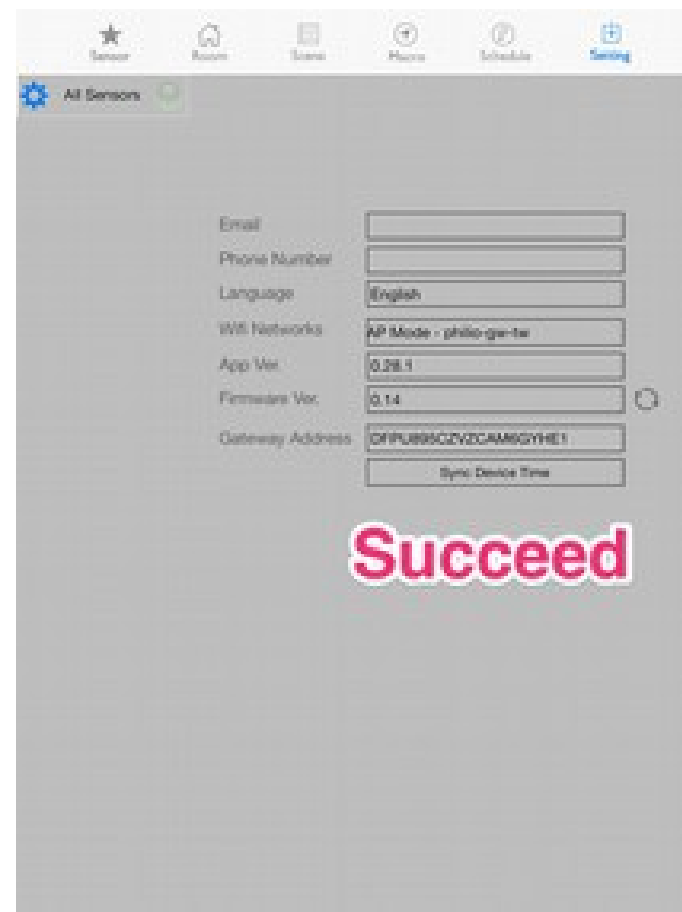 Sensor Room Scene Macro Schedule Setting
All Sensors
Email
Phone Number
Language English
Wifi Networks AP Mode - philio-gw-tw
App Ver. 0.28.1
Firmware Ver. 0.14
Gateway Address
Sync Device Time
Succeed